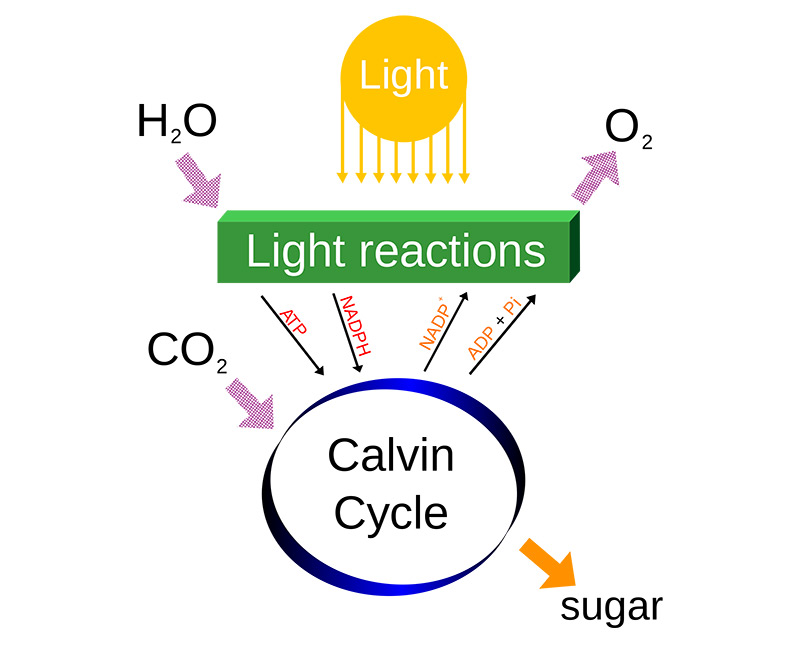 Light
H₂O
O₂
Light reactions
ATP
NADPH
NADP⁺
ADP + Pi
CO₂
Calvin
Cycle
sugar